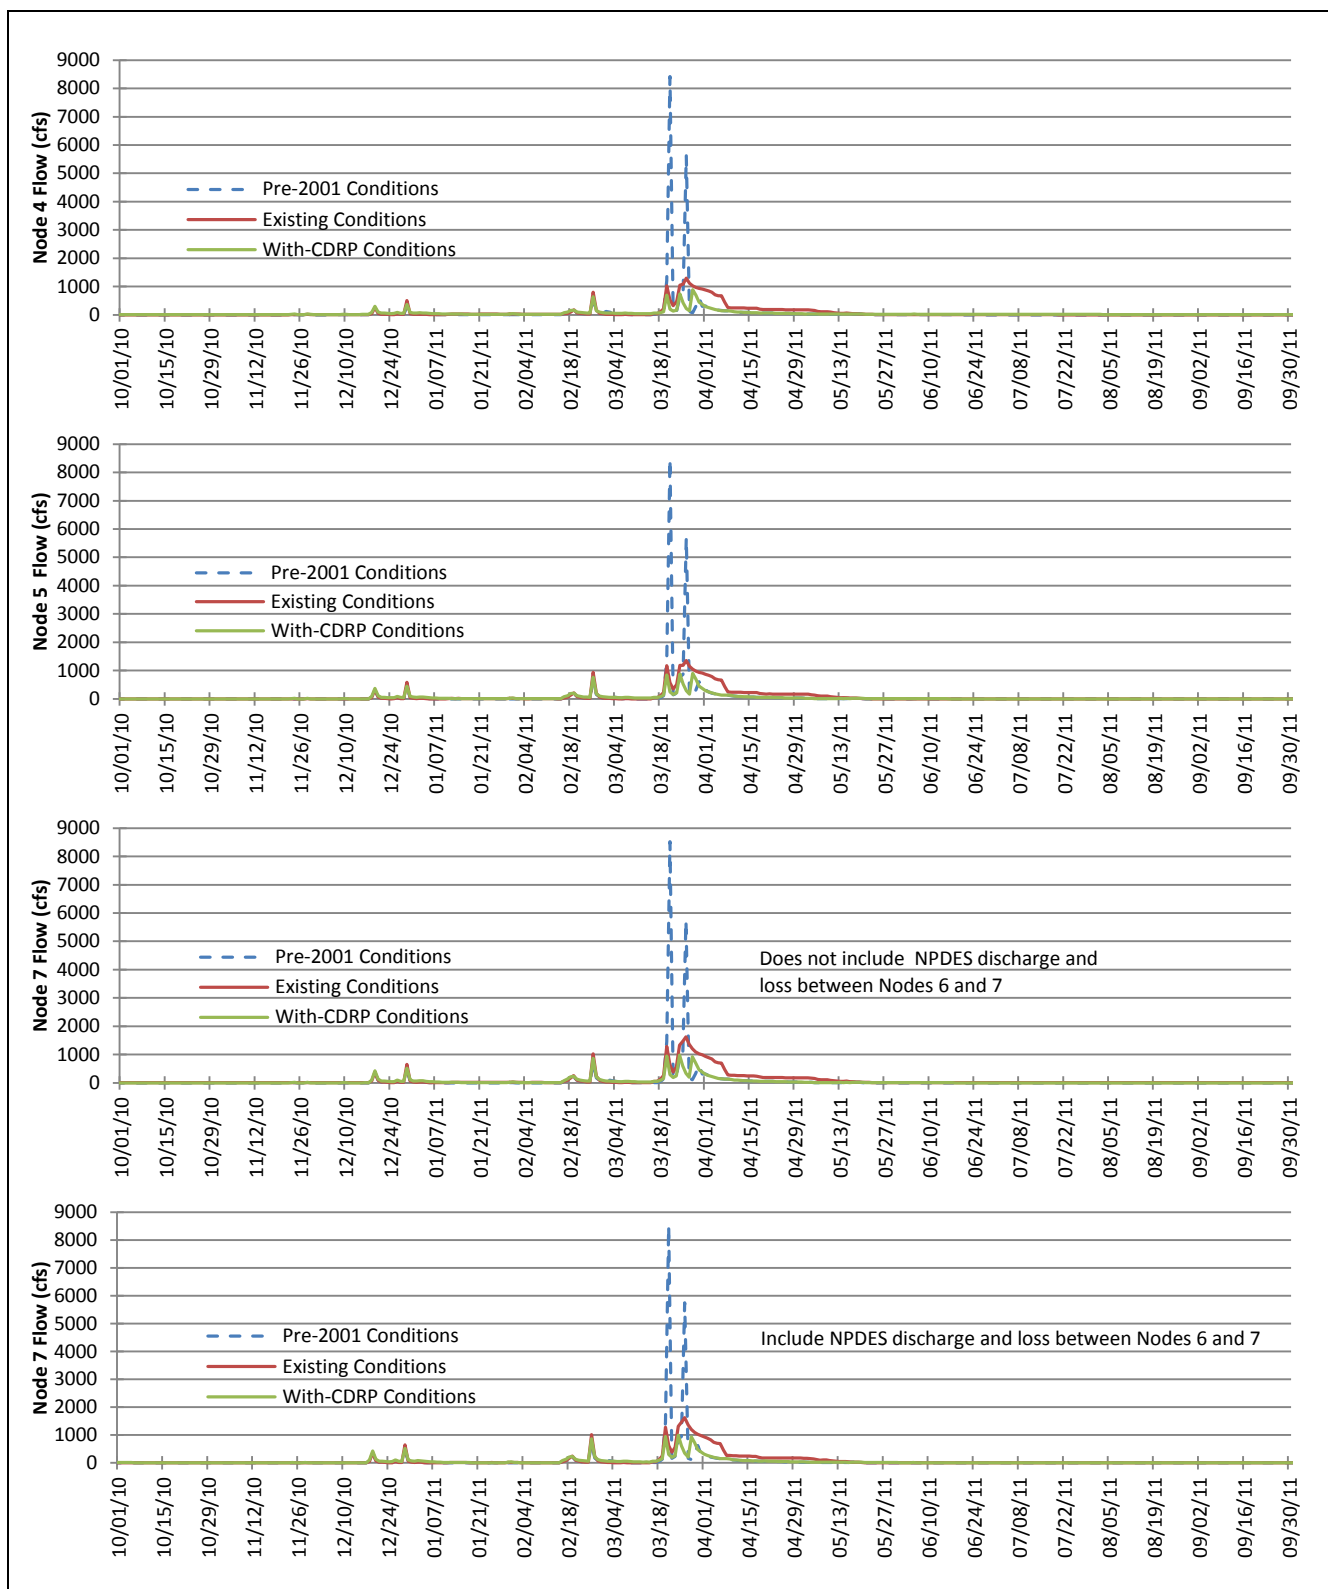 9000
8000
7000
6000
5000
4000
3000
2000
1000
0
Node 4 Flow (cfs)
Pre-2001 Conditions
Existing Conditions
With-CDRP Conditions
10/01/10 10/15/10 10/29/10 11/12/10 11/26/10 12/10/10 12/24/10 01/07/11 01/21/11 02/04/11 02/18/11 03/04/11 03/18/11 04/01/11 04/15/11 04/29/11 05/13/11 05/27/11 06/10/11 06/24/11 07/08/11 07/22/11 08/05/11 08/19/11 09/02/11 09/16/11 09/30/11
9000
8000
7000
6000
5000
4000
3000
2000
1000
0
Node 5 Flow (cfs)
Pre-2001 Conditions
Existing Conditions
With-CDRP Conditions
10/01/10 10/15/10 10/29/10 11/12/10 11/26/10 12/10/10 12/24/10 01/07/11 01/21/11 02/04/11 02/18/11 03/04/11 03/18/11 04/01/11 04/15/11 04/29/11 05/13/11 05/27/11 06/10/11 06/24/11 07/08/11 07/22/11 08/05/11 08/19/11 09/02/11 09/16/11 09/30/11
9000
8000
7000
6000
5000
4000
3000
2000
1000
0
Node 7 Flow (cfs)
Pre-2001 Conditions
Existing Conditions
With-CDRP Conditions
Does not include NPDES discharge and
loss between Nodes 6 and 7
10/01/10 10/15/10 10/29/10 11/12/10 11/26/10 12/10/10 12/24/10 01/07/11 01/21/11 02/04/11 02/18/11 03/04/11 03/18/11 04/01/11 04/15/11 04/29/11 05/13/11 05/27/11 06/10/11 06/24/11 07/08/11 07/22/11 08/05/11 08/19/11 09/02/11 09/16/11 09/30/11
9000
8000
7000
6000
5000
4000
3000
2000
1000
0
Node 7 Flow (cfs)
Pre-2001 Conditions
Existing Conditions
With-CDRP Conditions
Include NPDES discharge and loss between Nodes 6 and 7
10/01/10 10/15/10 10/29/10 11/12/10 11/26/10 12/10/10 12/24/10 01/07/11 01/21/11 02/04/11 02/18/11 03/04/11 03/18/11 04/01/11 04/15/11 04/29/11 05/13/11 05/27/11 06/10/11 06/24/11 07/08/11 07/22/11 08/05/11 08/19/11 09/02/11 09/16/11 09/30/11